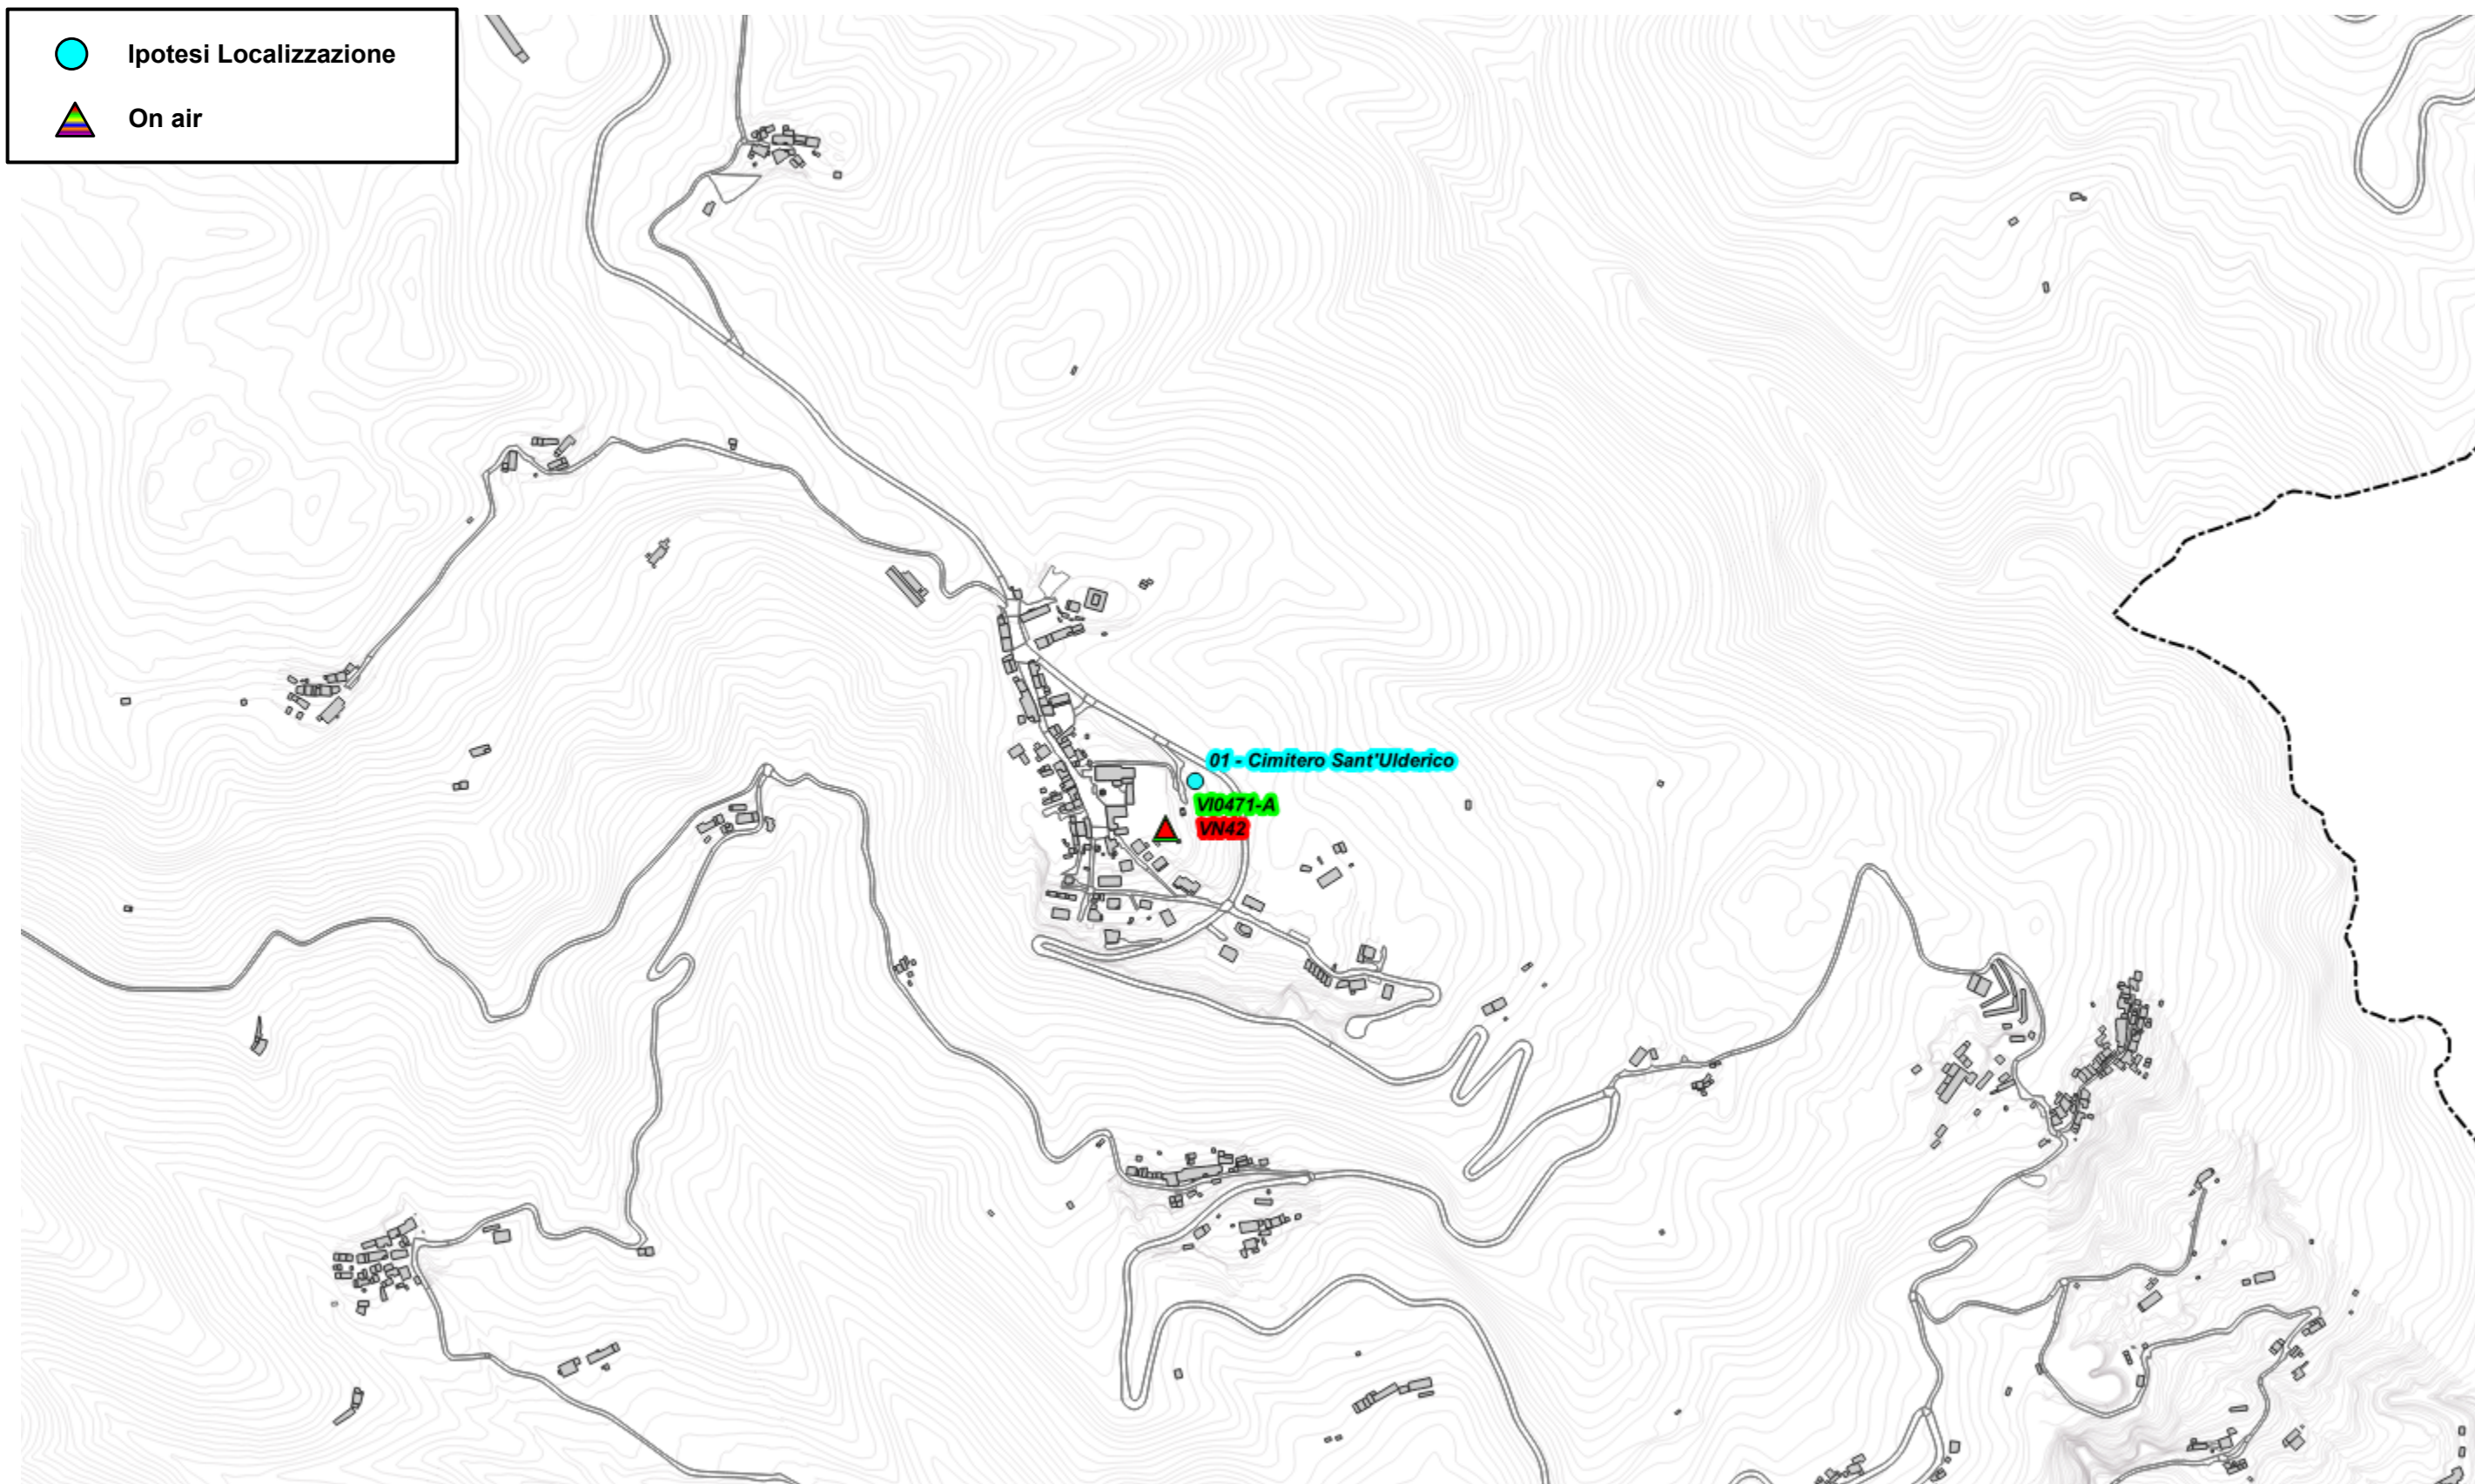 Ipotesi Localizzazione
On air
01 - Cimitero Sant'Ulderico
VI0471-A
VN42